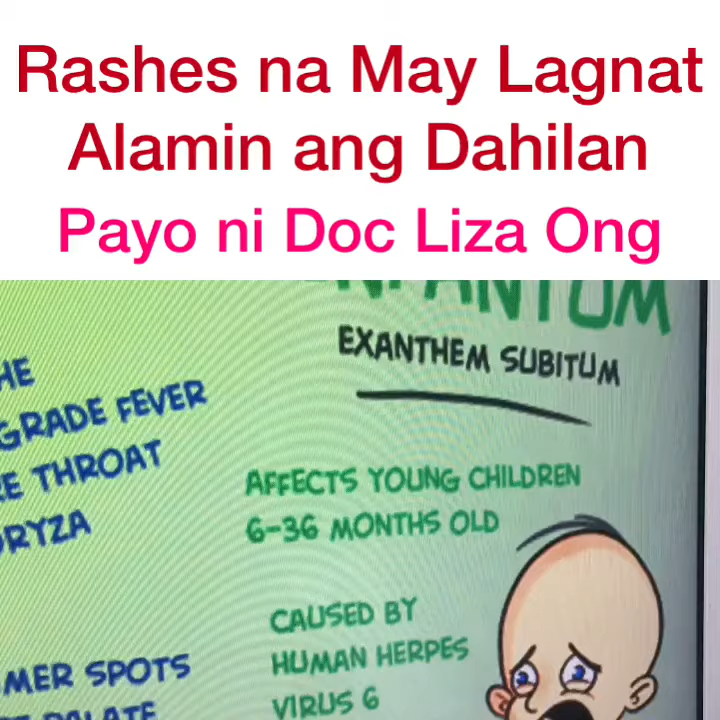 Rashes na May Lagnat
Alamin ang Dahilan
Payo ni Doc Liza Ong
EXANTHEM SUBITUM
GRADE FEVER
THROAT
AFFECTS YOUNG CHILDREN
6-36 MONTHS OLD
CAUSED BY
HUMAN HERPES
VIRUS 6
SPOTS